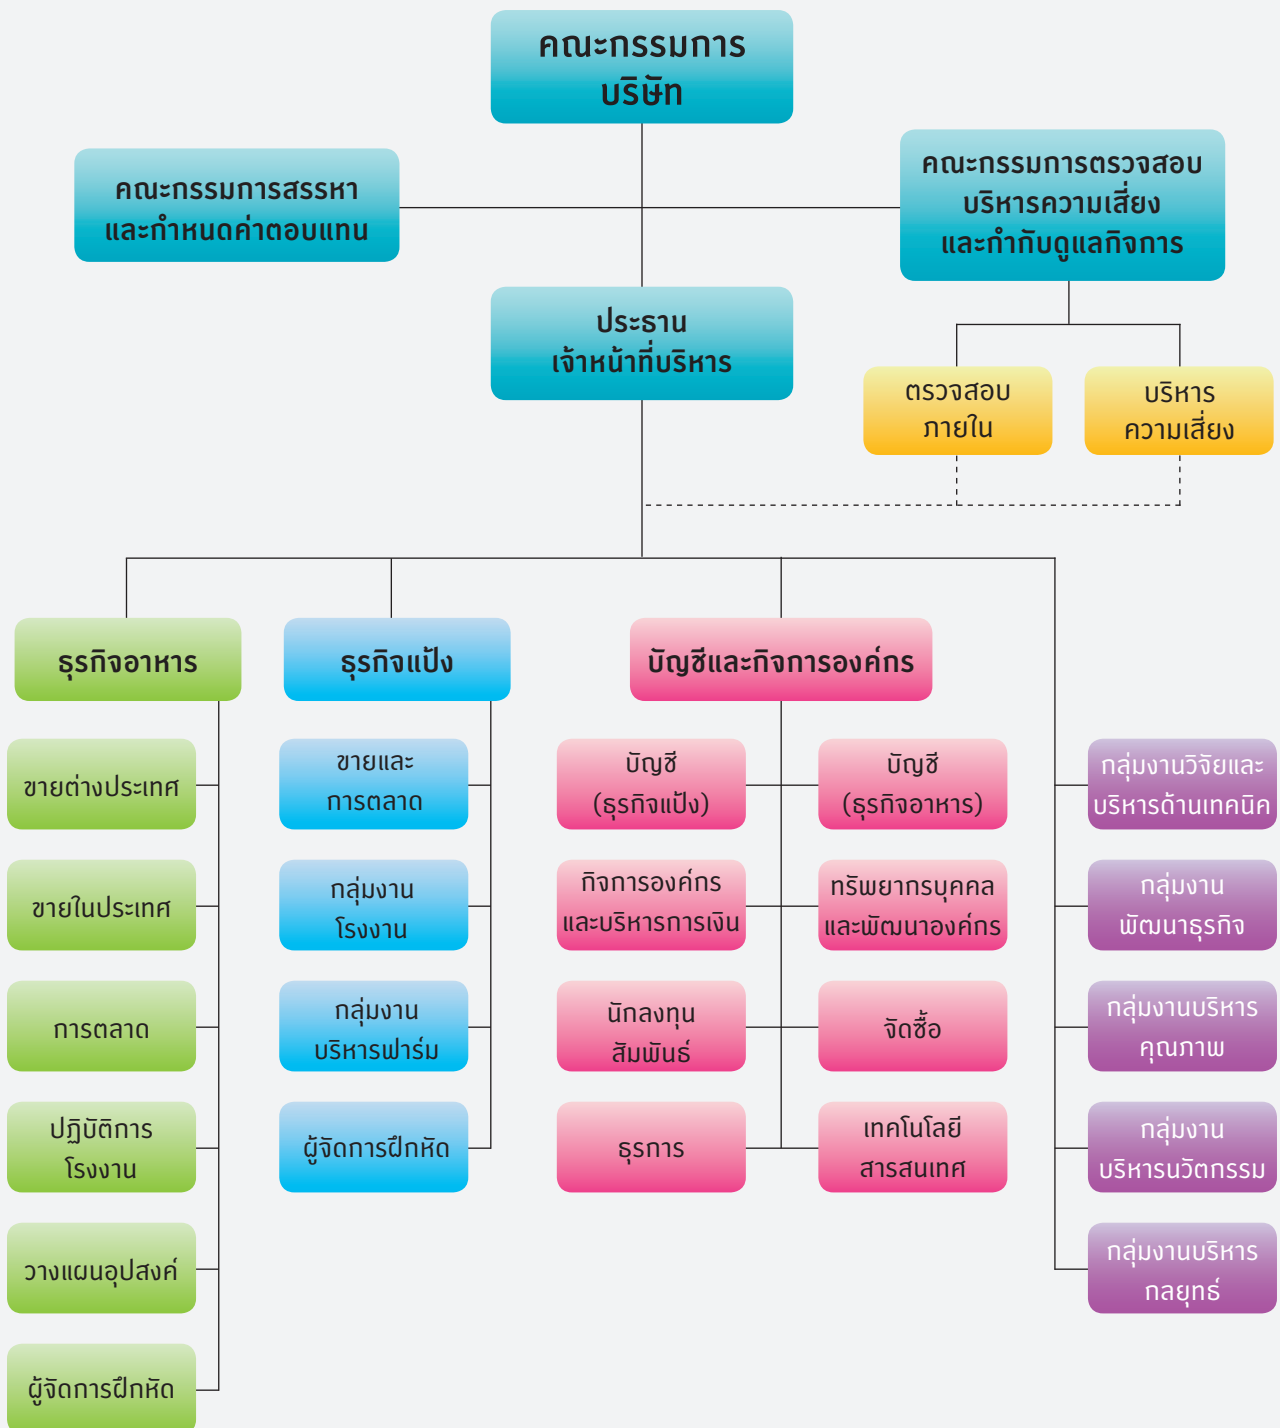 คณะกรรมการ
บริษัท
คณะกรรมการสรรหา
และกำหนดค่าตอบแทน
คณะกรรมการตรวจสอบ
บริหารความเสี่ยง
และกำกับดูแลกิจการ
ประธาน
เจ้าหน้าที่บริหาร
ตรวจสอบ
ภายใน
บริหาร
ความเสี่ยง
ธุรกิจอาหาร
ธุรกิจแป้ง
บัญชีและกิจการองค์กร
ขายต่างประเทศ
ขายในประเทศ
การตลาด
ปฏิบัติการ
โรงงาน
วางแผนอุปสงค์
ผู้จัดการฝึกหัด
ขายและ
การตลาด
กลุ่มงาน
โรงงาน
กลุ่มงาน
บริหารฟาร์ม
ผู้จัดการฝึกหัด
บัญชี
(ธุรกิจแป้ง)
กิจการองค์กร
และบริหารการเงิน
นักลงทุน
สัมพันธ์
ธุรการ
บัญชี
(ธุรกิจอาหาร)
ทรัพยากรบุคคล
และพัฒนาองค์กร
จัดซื้อ
เทคโนโลยี
สารสนเทศ
กลุ่มงานวิจัยและ
บริหารด้านเทคนิค
กลุ่มงาน
พัฒนาธุรกิจ
กลุ่มงานบริหาร
คุณภาพ
กลุ่มงาน
บริหารนวัตกรรม
กลุ่มงานบริหาร
กลยุทธ์